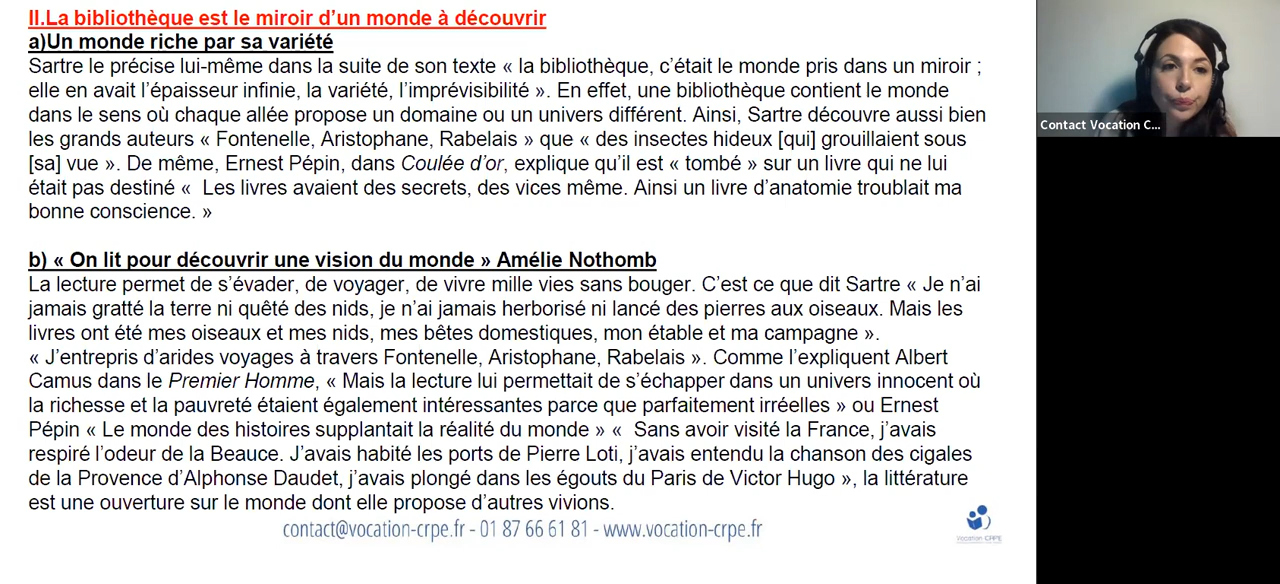 II.La bibliothèque est le miroir d’un monde à découvrir
a)Un monde riche par sa variété
Sartre le précise lui-même dans la suite de son texte « la bibliothèque, c’était le monde pris dans un miroir ;
elle en avait l’épaisseur infinie, la variété, l’imprévisibilité ». En effet, une bibliothèque contient le monde
dans le sens où chaque allée propose un domaine ou un univers différent. Ainsi, Sartre découvre aussi bien
les grands auteurs « Fontenelle, Aristophane, Rabelais » que « des insectes hideux [qui] grouillaient sous
[sa] vue ». De même, Ernest Pépin, dans Coulée d’or, explique qu’il est « tombé » sur un livre qui ne lui
était pas destiné «  Les livres avaient des secrets, des vices même. Ainsi un livre d’anatomie troublait ma
bonne conscience. »
b) « On lit pour découvrir une vision du monde » Amélie Nothomb
La lecture permet de s’évader, de voyager, de vivre mille vies sans bouger. C’est ce que dit Sartre « Je n’ai
jamais gratté la terre ni quêté des nids, je n’ai jamais herborisé ni lancé des pierres aux oiseaux. Mais les
livres ont été mes oiseaux et mes nids, mes bêtes domestiques, mon étable et ma campagne ».
« J’entrepris d’arides voyages à travers Fontenelle, Aristophane, Rabelais ». Comme l’expliquent Albert
Camus dans le Premier Homme, « Mais la lecture lui permettait de s’échapper dans un univers innocent où
la richesse et la pauvreté étaient également intéressantes parce que parfaitement irréelles » ou Ernest
Pépin « Le monde des histoires supplantait la réalité du monde » «  Sans avoir visité la France, j’avais
respiré l’odeur de la Beauce. J’avais habité les ports de Pierre Loti, j’avais entendu la chanson des cigales
de la Provence d’Alphonse Daudet, j’avais plongé dans les égouts du Paris de Victor Hugo », la littérature
est une ouverture sur le monde dont elle propose d’autres vivions.
contact@vocation-crpe.fr - 01 87 66 61 81 - www.vocation-crpe.fr
Vocation CRPE
Contact Vocation C...